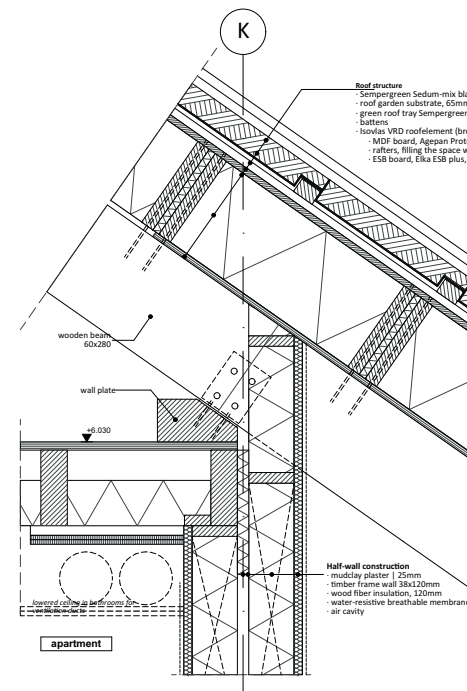 K
Roof structure
· Sempergreen Sedum-mix bla
· roof garden substrate, 65mm
· green roof tray Sempergreen
· battens
· Isovlas VRD roofelement (bre
· MDF board, Agepan Prot
· rafters, filling the space w
· ESB board, Elka ESB plus,
wooden beam
60x280
wall plate
+6.030
Half-wall construction
· mudclay plaster | 25mm
· timber frame wall 38x120mm
· wood fiber insulation, 120mm
· water-resistive breathable membrane
· air cavity
lowered ceiling in bathrooms for
ventilation ducts
apartment